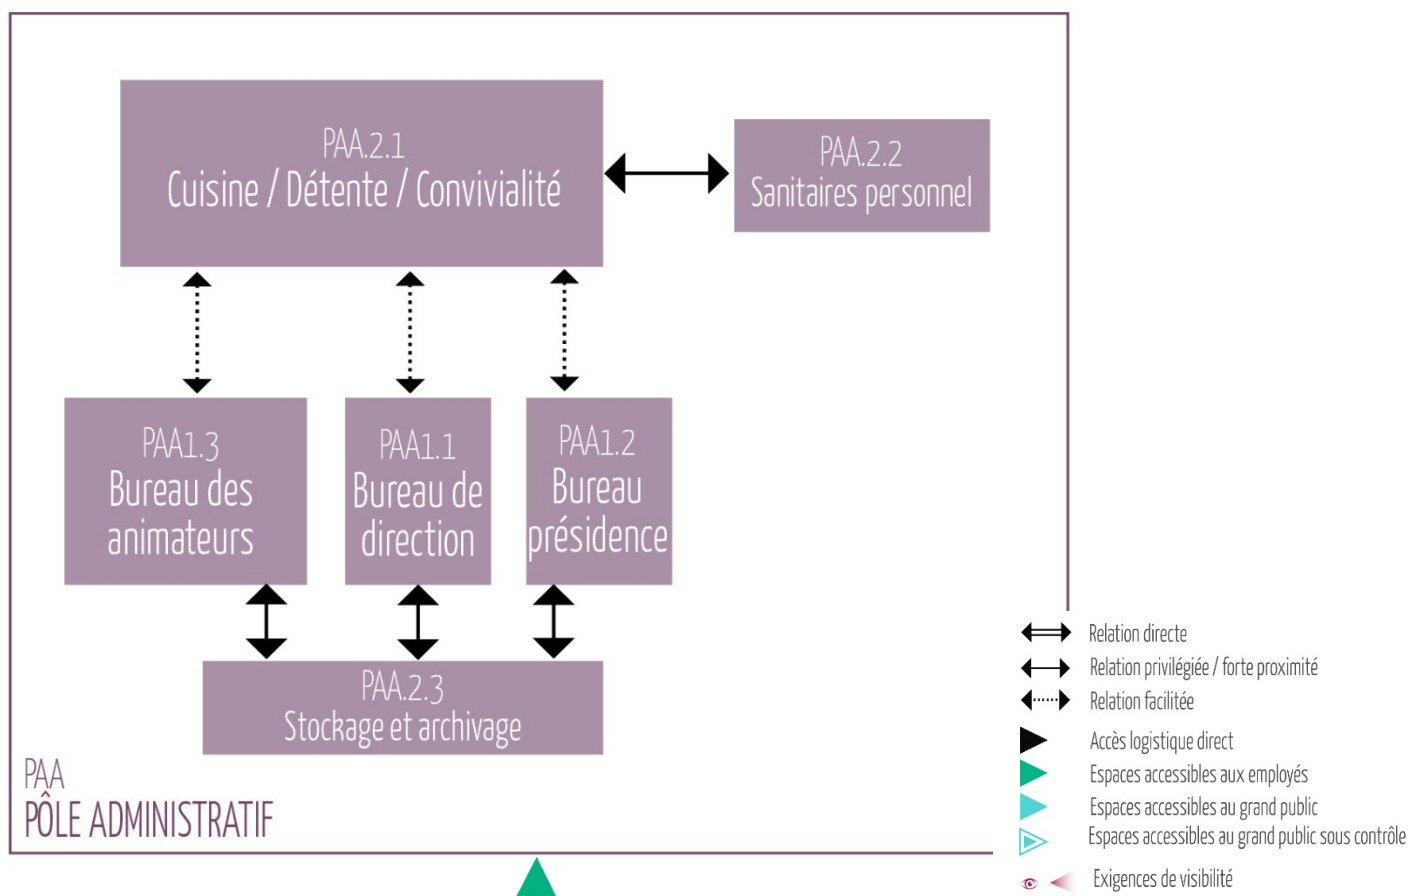 PAA.2.1
Cuisine / Détente / Convivialité
PAA.2.2
Sanitaires personnel
PAA1.3
Bureau des
animateurs
PAA1.1
Bureau de
direction
PAA1.2
Bureau
présidence
PAA.2.3
Stockage et archivage
PAA
PÔLE ADMINISTRATIF
Relation directe
Relation privilégiée / forte proximité
Relation facilitée
Accès logistique direct
Espaces accessibles aux employés
Espaces accessibles au grand public
Espaces accessibles au grand public sous contrôle
Exigences de visibilité